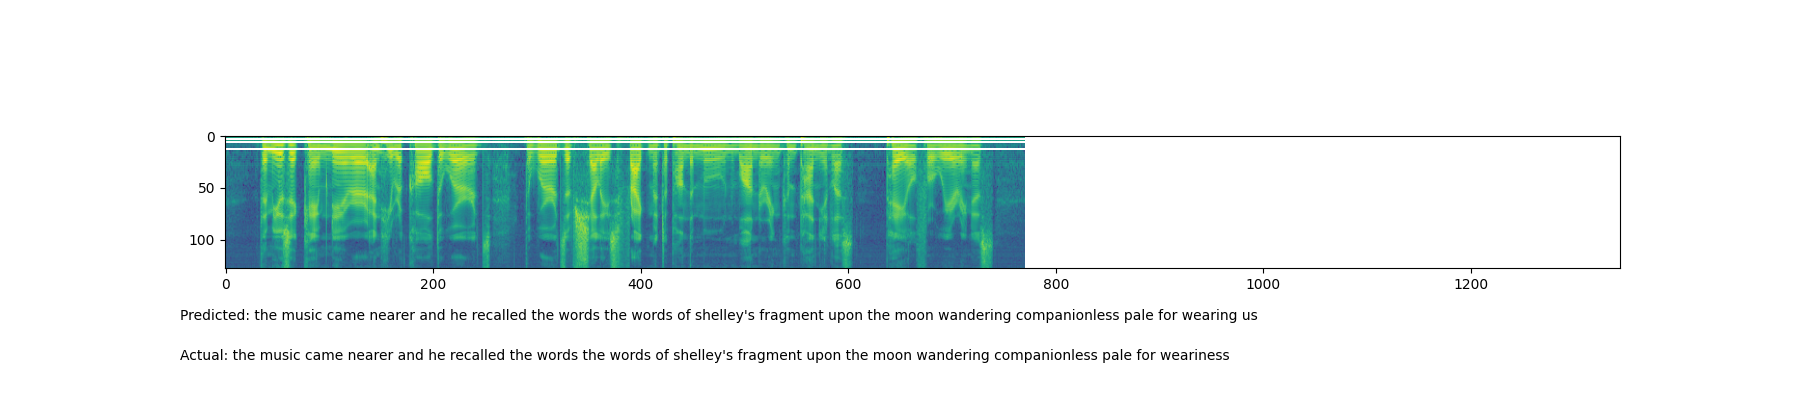 0
50
100
0 200 400 600 800 1000 1200
Predicted: the music came nearer and he recalled the words the words of shelley's fragment upon the moon wandering companionless pale for wearing us
Actual: the music came nearer and he recalled the words the words of shelley's fragment upon the moon wandering companionless pale for weariness